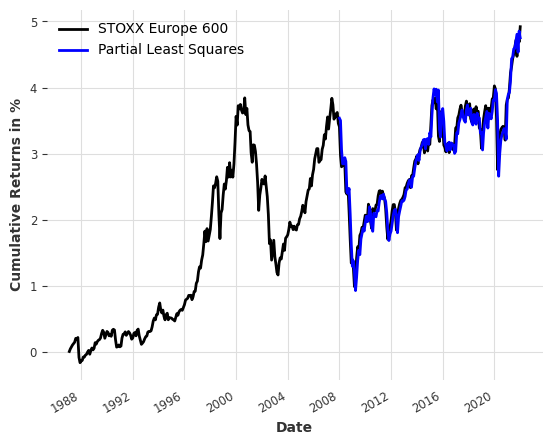 STOXX Europe 600
Partial Least Squares
Cumulative Returns in %
5
4
3
2
1
0
1988 1992 1996 2000 2004 2008 2012 2016 2020
Date